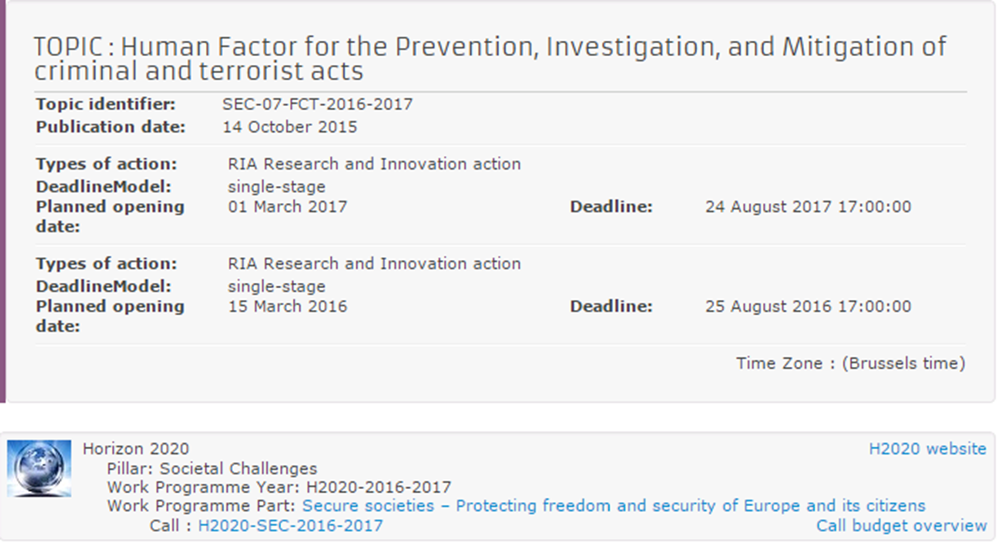 TOPIC : Human Factor for the Prevention, Investigation, and Mitigation of
criminal and terrorist acts
Topic identifier: SEC-07-FCT-2016-2017
Publication date: 14 October 2015
Types of action: RIA Research and Innovation action
DeadlineModel: single-stage
Planned opening date: 01 March 2017 Deadline: 24 August 2017 17:00:00
Types of action: RIA Research and Innovation action
DeadlineModel: single-stage
Planned opening date: 15 March 2016 Deadline: 25 August 2016 17:00:00
Time Zone : (Brussels time)
Horizon 2020 H2020 website
Pillar: Societal Challenges
Work Programme Year: H2020-2016-2017
Work Programme Part: Secure societies – Protecting freedom and security of Europe and its citizens
Call : H2020-SEC-2016-2017 Call budget overview